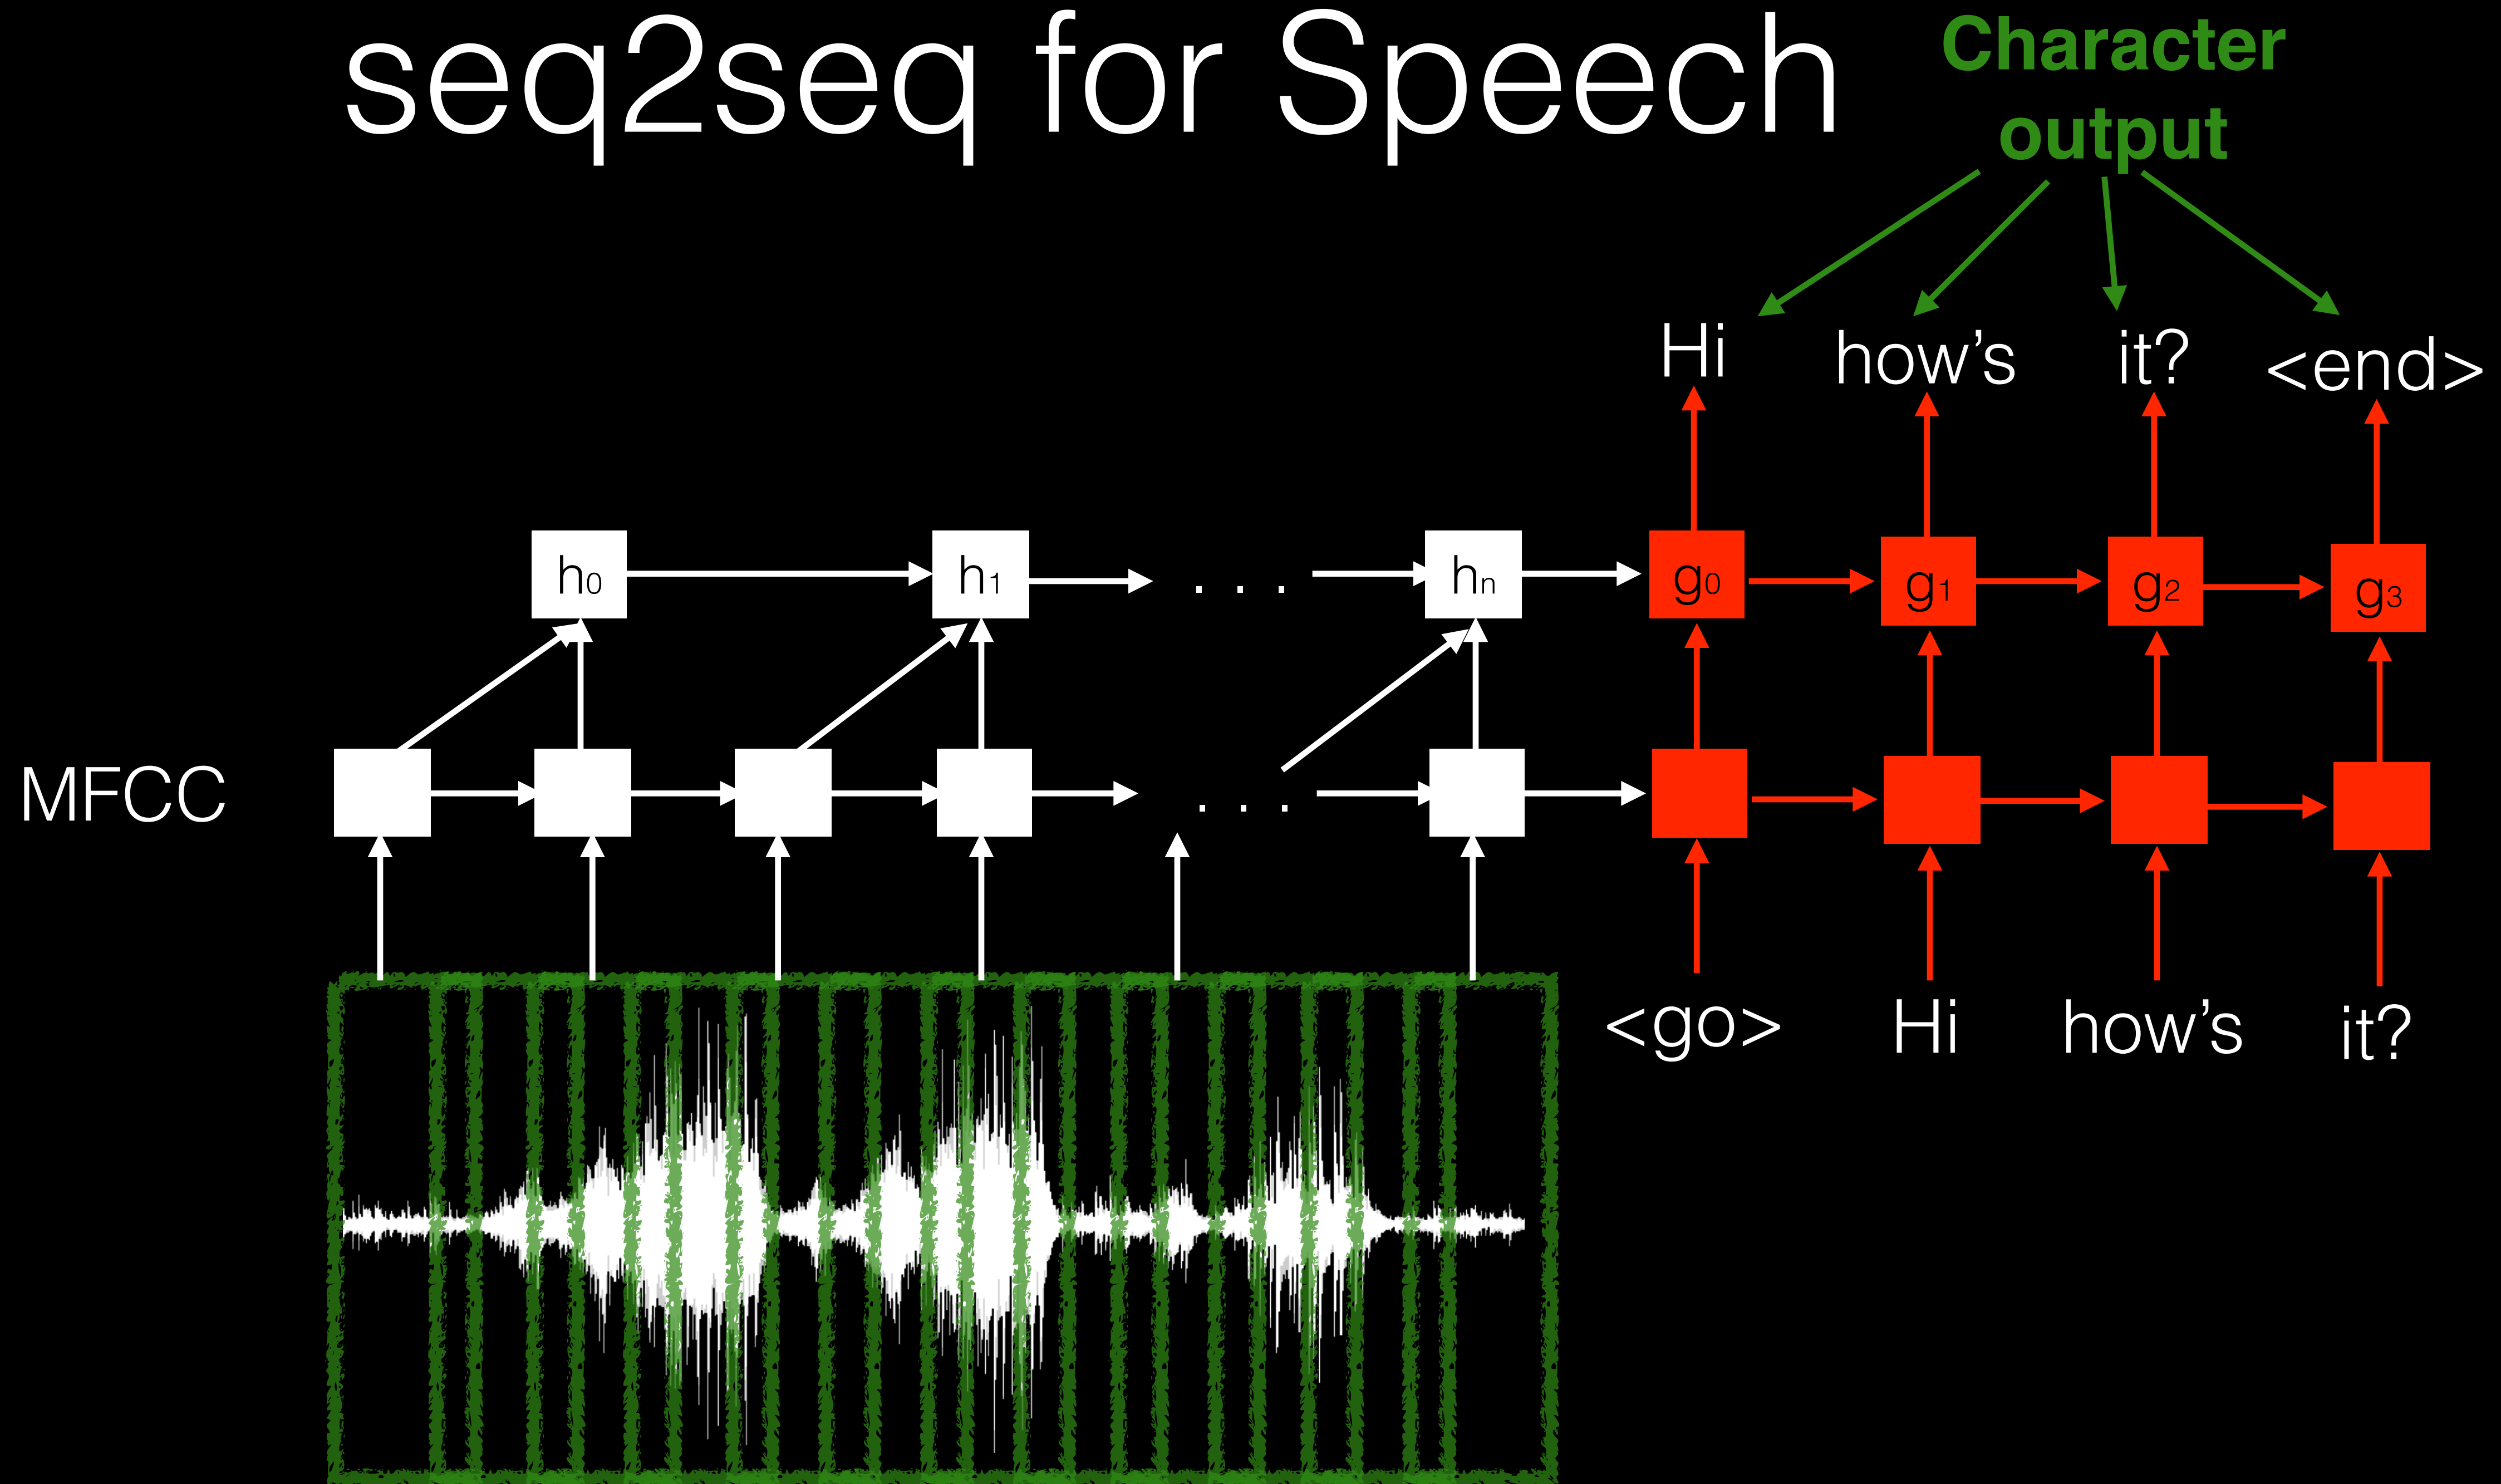 seq2seq for Speech
Character
output
Hi how’s it? <end>
h0 h1 . . . hn g0 g1 g2 g3
MFCC . . .
<go> Hi how’s it?